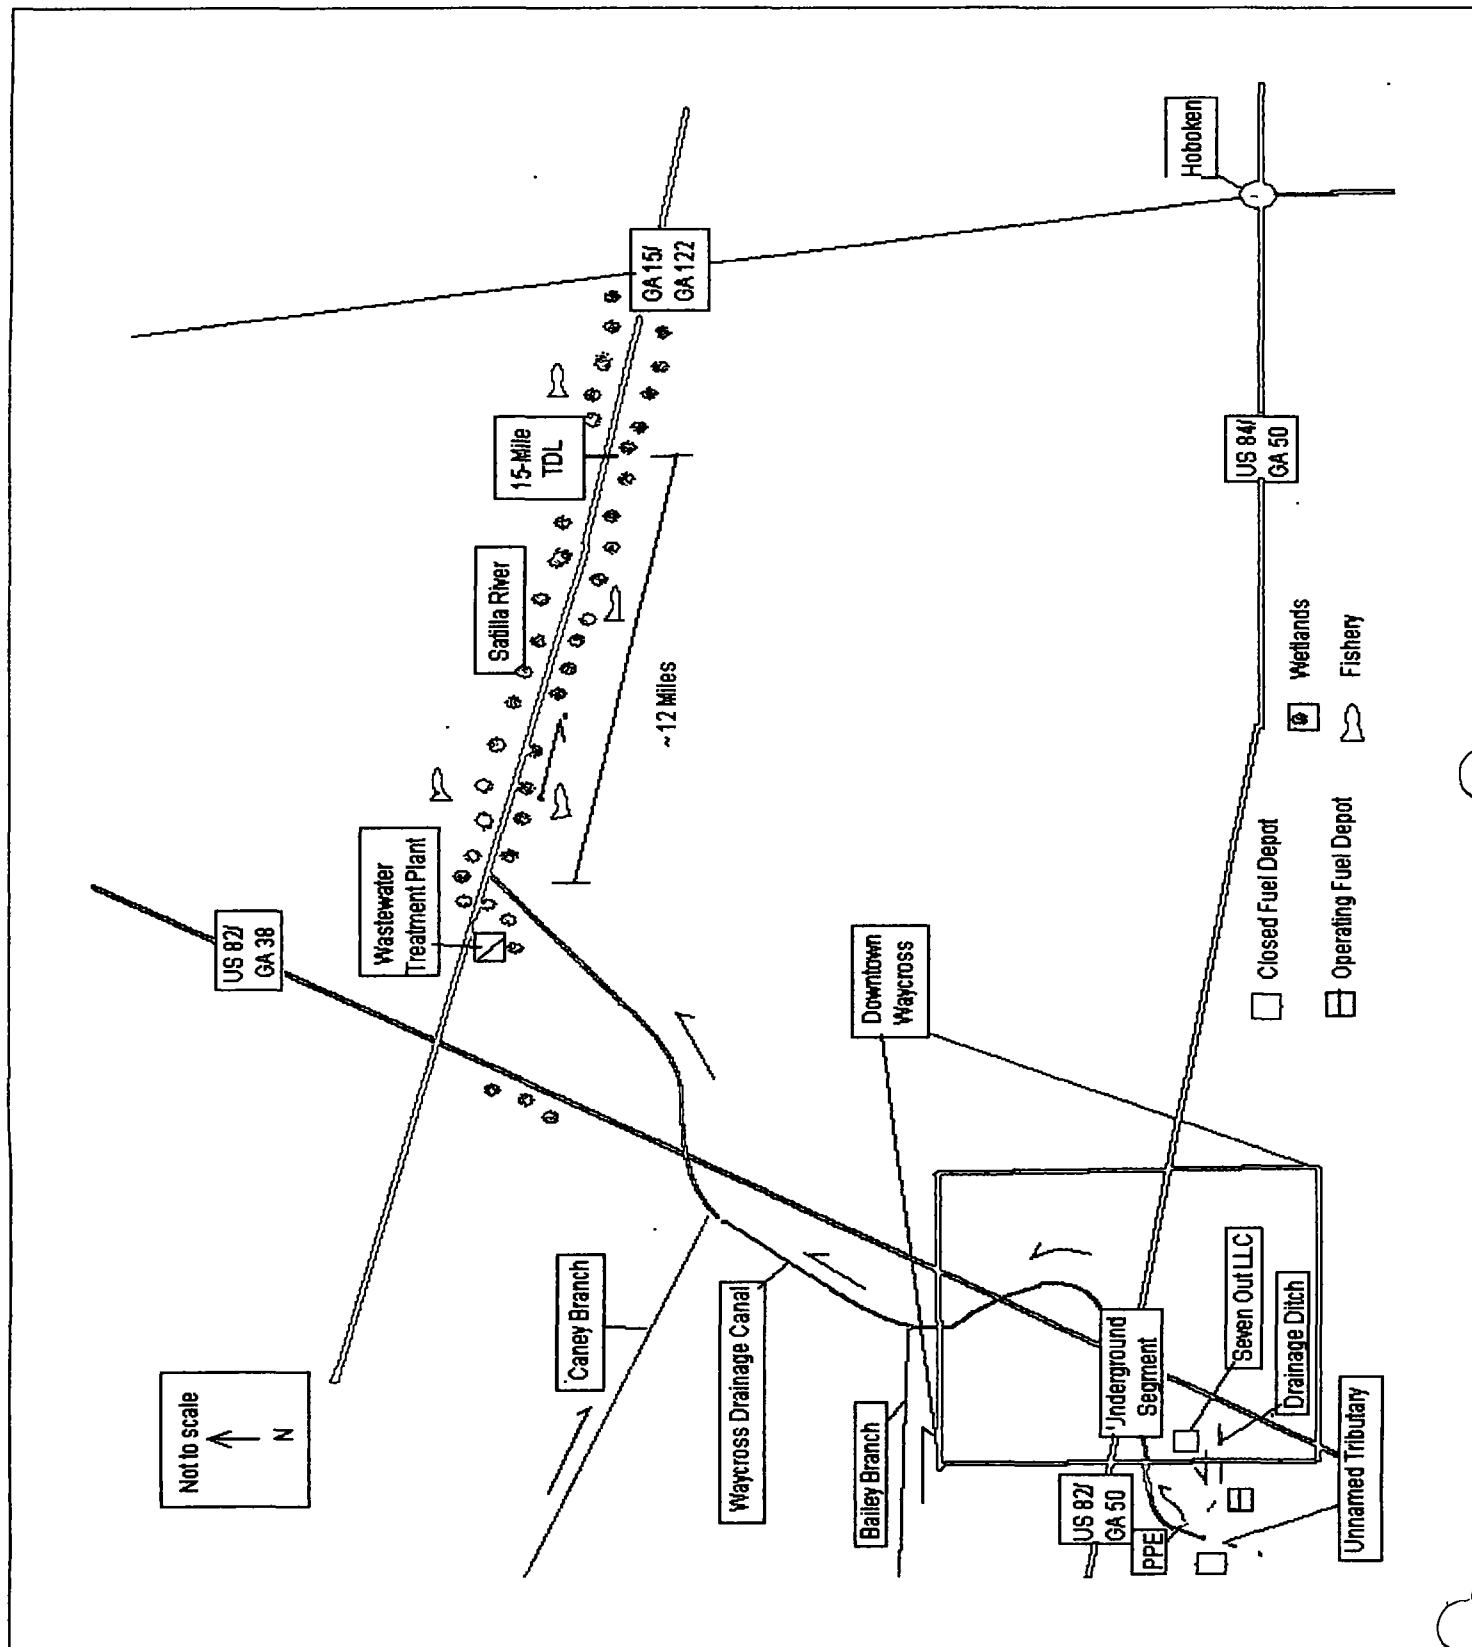 Not to scale
N
US 82/
GA 38
Wastewater
Treatment Plant
Satilla River
15-Mile
TDL
GA 15/
GA 122
~12 Miles
Caney Branch
Waycross Drainage Canal
Bailey Branch
Downtown
Waycross
US 84/
GA 50
Hoboken
US 82/
GA 50
Underground
Segment
PPE
Seven Out LLC
Drainage Ditch
Unnamed Tributary
Closed Fuel Depot
Operating Fuel Depot
Wetlands
Fishery